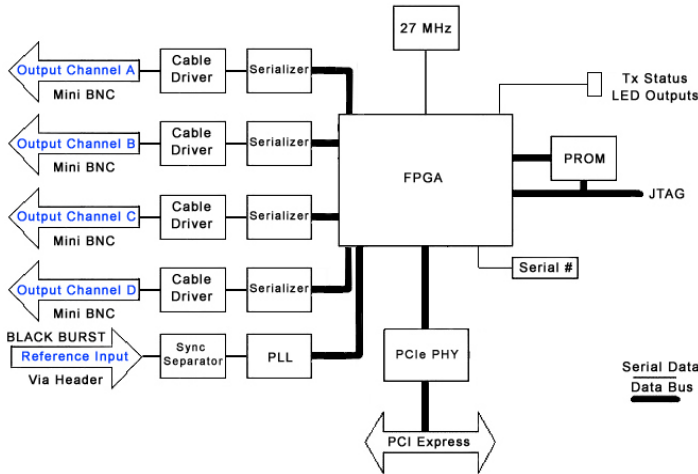 27 MHz
Output Channel A
Mini BNC
Cable
Driver
Serializer
Tx Status
LED Outputs
Output Channel B
Mini BNC
Cable
Driver
Serializer
FPGA
PROM
JTAG
Output Channel C
Mini BNC
Cable
Driver
Serializer
Output Channel D
Mini BNC
Cable
Driver
Serializer
Serial #
BLACK BURST
Reference Input
Via Header
Sync
Separator
PLL
PCIe PHY
Serial Data
Data Bus
PCI Express